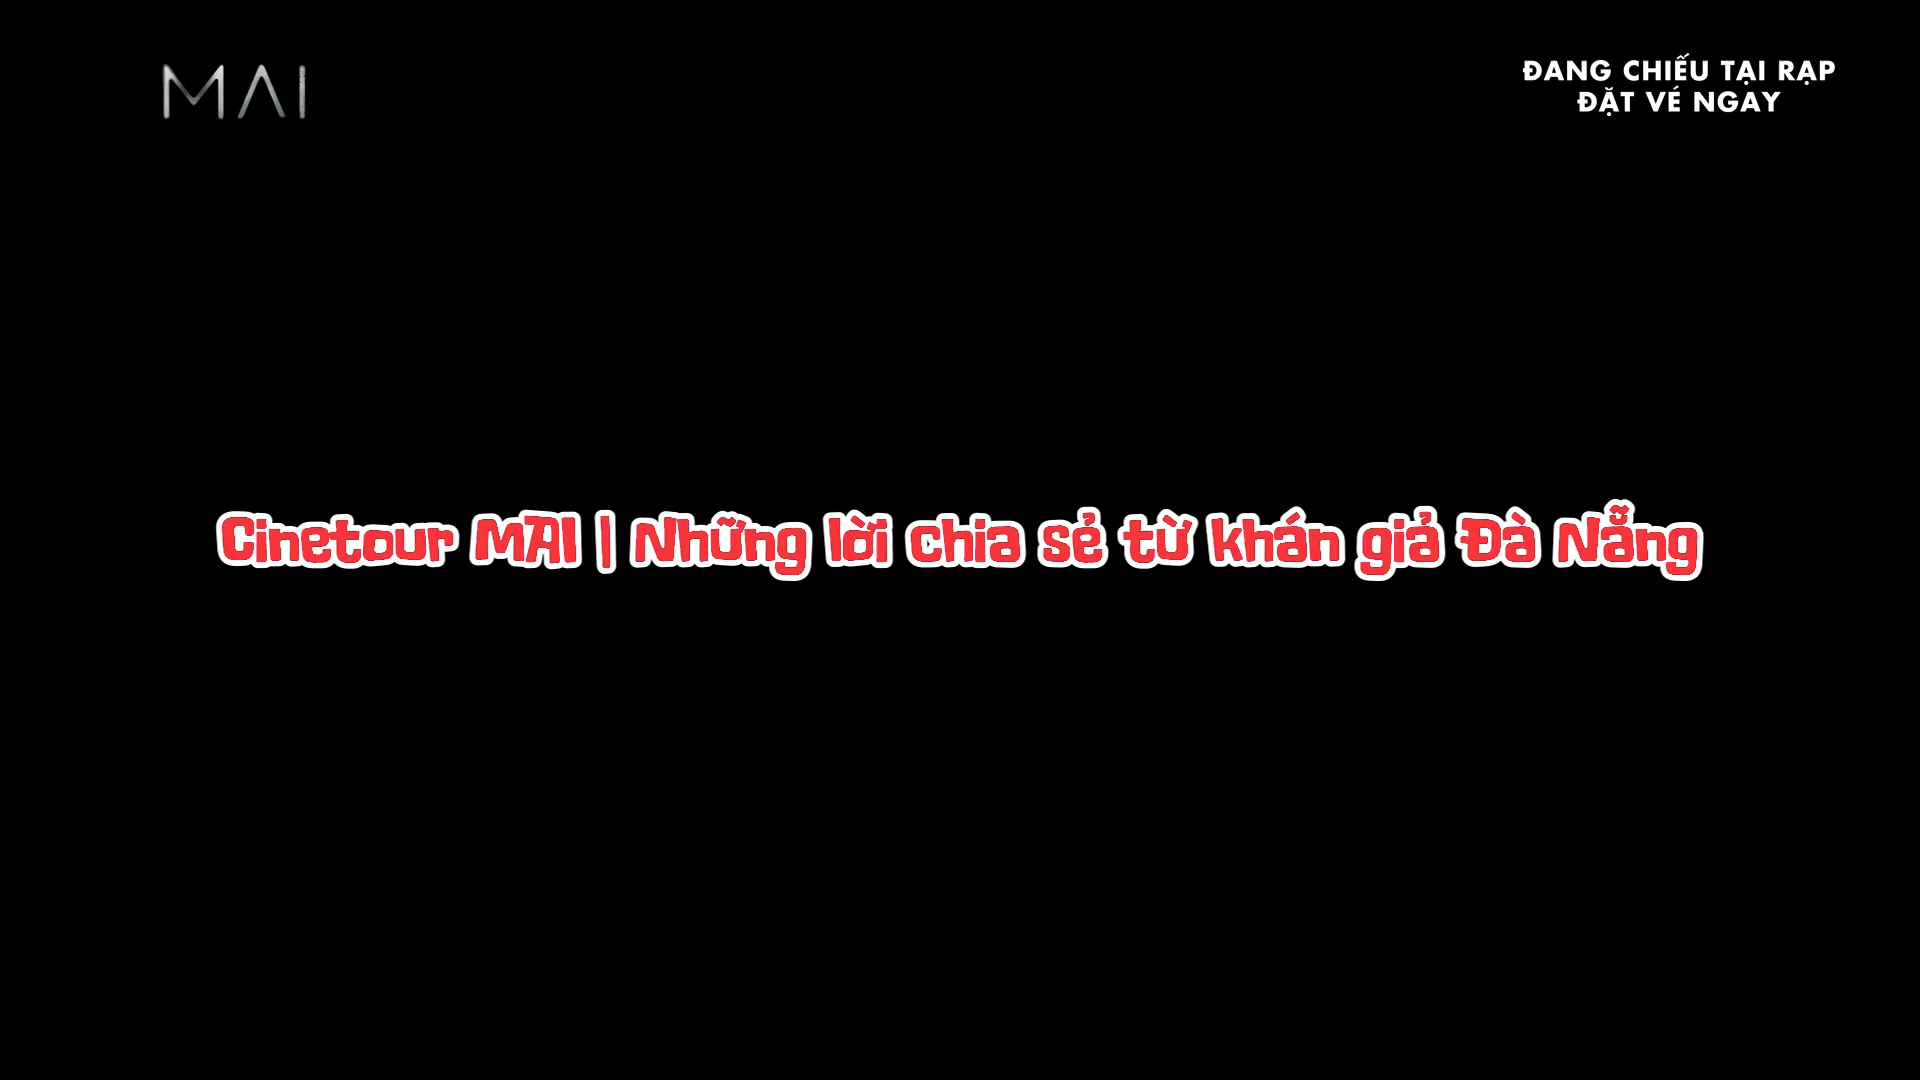 MAI
ĐANG CHIẾU TẠI RẠP
ĐẶT VÉ NGAY
Cinetour MAI | Những lời chia sẻ từ khán giả Đà Nẵng